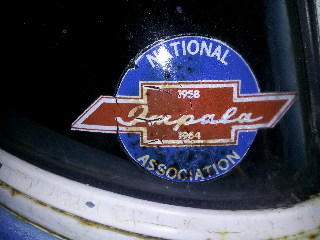 NATIONAL
1958
Impala
1964
ASSOCIATION